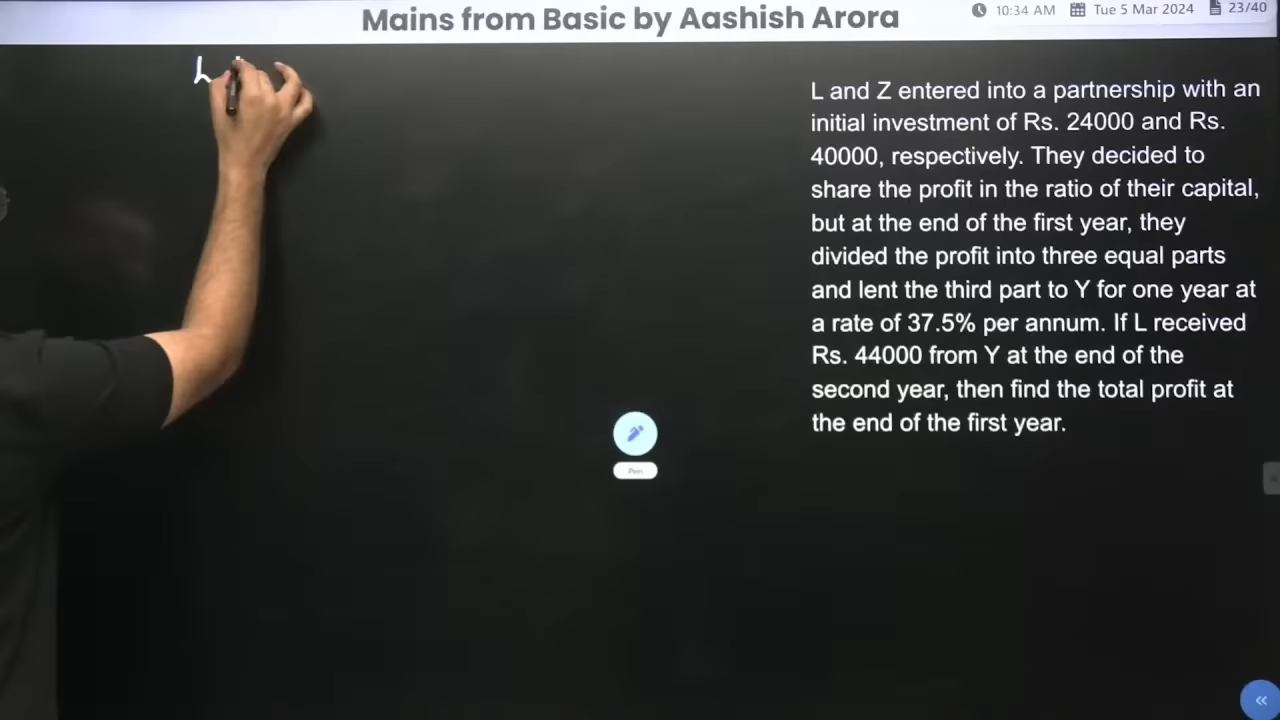 Mains from Basic by Aashish Arora
10:34 AM Tue 5 Mar 2024 23/40
L
L and Z entered into a partnership with an
initial investment of Rs. 24000 and Rs.
40000, respectively. They decided to
share the profit in the ratio of their capital,
but at the end of the first year, they
divided the profit into three equal parts
and lent the third part to Y for one year at
a rate of 37.5% per annum. If L received
Rs. 44000 from Y at the end of the
second year, then find the total profit at
the end of the first year.
Pen